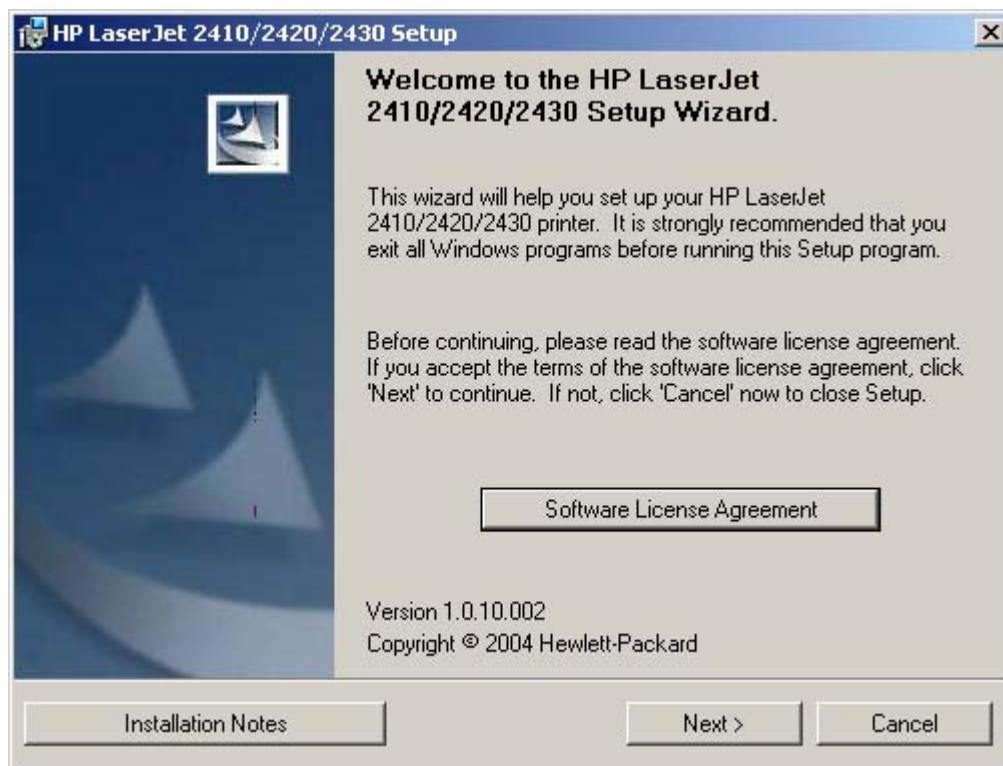 HP LaserJet 2410/2420/2430 Setup
Welcome to the HP LaserJet
2410/2420/2430 Setup Wizard.
This wizard will help you set up your HP LaserJet
2410/2420/2430 printer.  It is strongly recommended that you
exit all Windows programs before running this Setup program.
Before continuing, please read the software license agreement.
If you accept the terms of the software license agreement, click
'Next' to continue.  If not, click 'Cancel' now to close Setup.
Software License Agreement
Version 1.0.10.002
Copyright © 2004 Hewlett-Packard
Installation Notes
Next >
Cancel